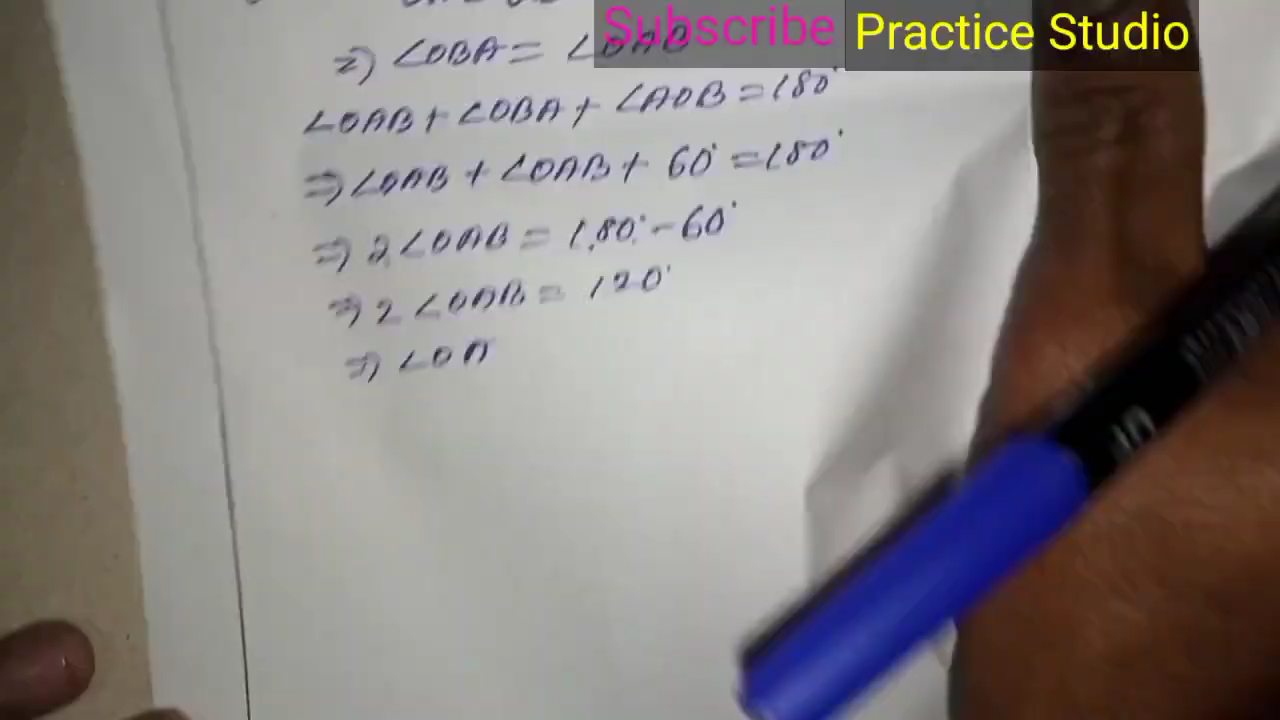 Subscribe Practice Studio
⇒) ∠OBA = ∠OAB
∠OAB + ∠OBA + ∠AOB = 180°
⇒) ∠OAB + ∠OAB + 60° = 180°
⇒) 2∠OAB = 180° - 60°
⇒) 2∠OAB = 120°
⇒) ∠OA